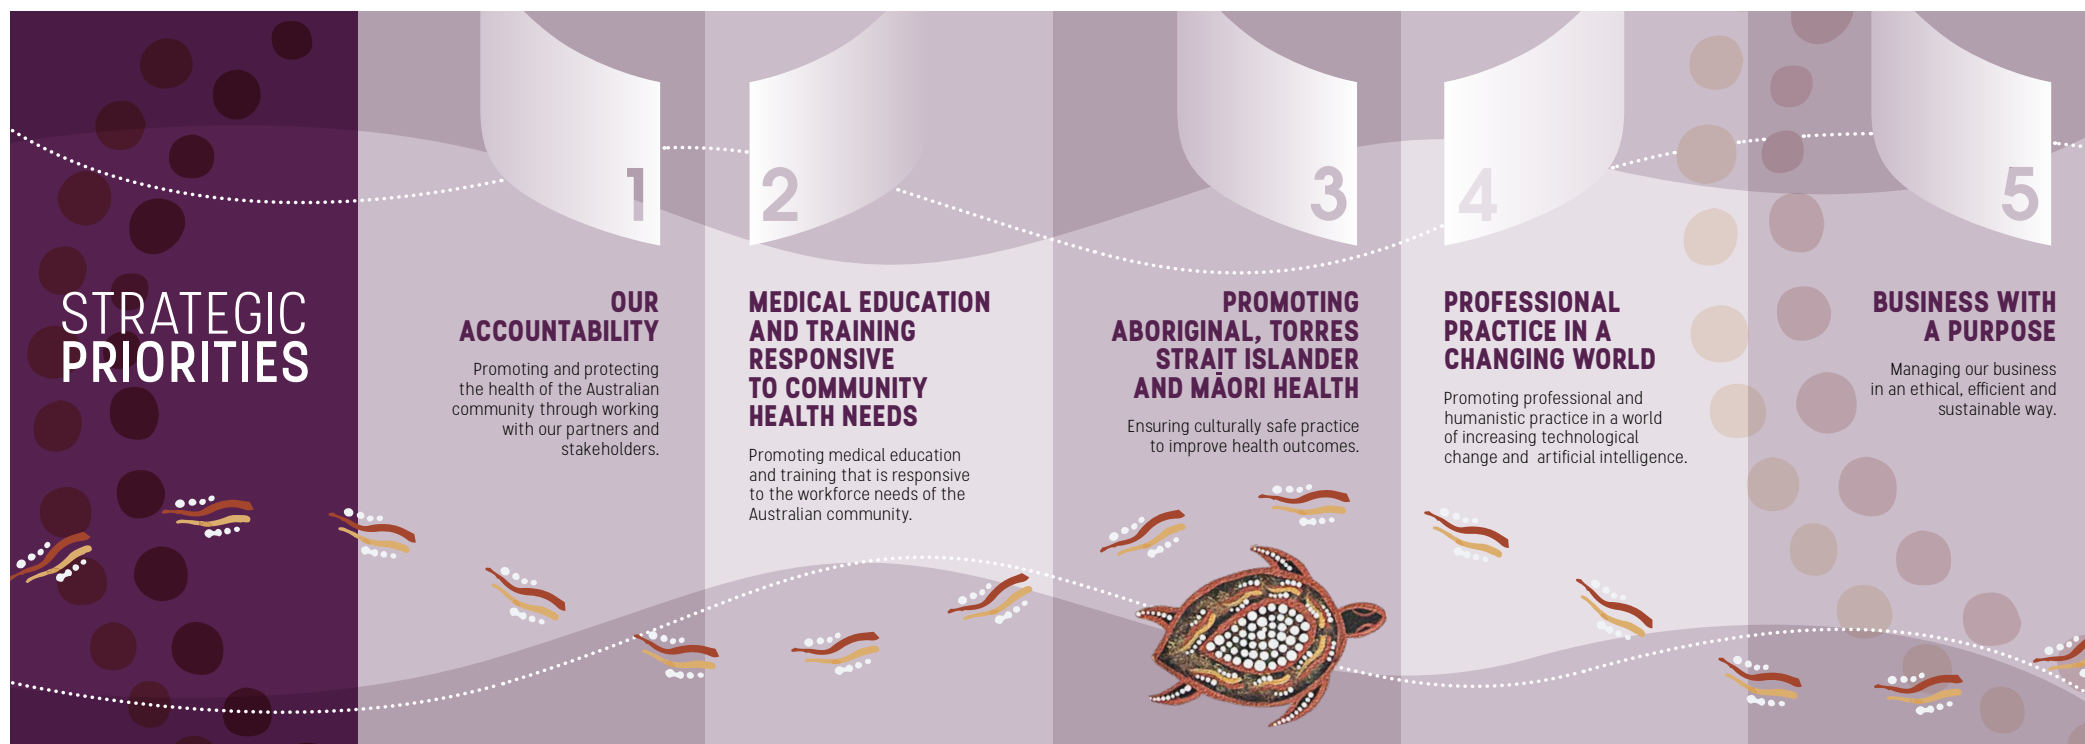 STRATEGIC
PRIORITIES
1
OUR
ACCOUNTABILITY
Promoting and protecting
the health of the Australian
community through working
with our partners and
stakeholders.
2
MEDICAL EDUCATION
AND TRAINING
RESPONSIVE
TO COMMUNITY
HEALTH NEEDS
Promoting medical education
and training that is responsive
to the workforce needs of the
Australian community.
3
PROMOTING
ABORIGINAL, TORRES
STRAIT ISLANDER
AND MĀORI HEALTH
Ensuring culturally safe practice
to improve health outcomes.
4
PROFESSIONAL
PRACTICE IN A
CHANGING WORLD
Promoting professional and
humanistic practice in a world
of increasing technological
change and artificial intelligence.
5
BUSINESS WITH
A PURPOSE
Managing our business
in an ethical, efficient and
sustainable way.